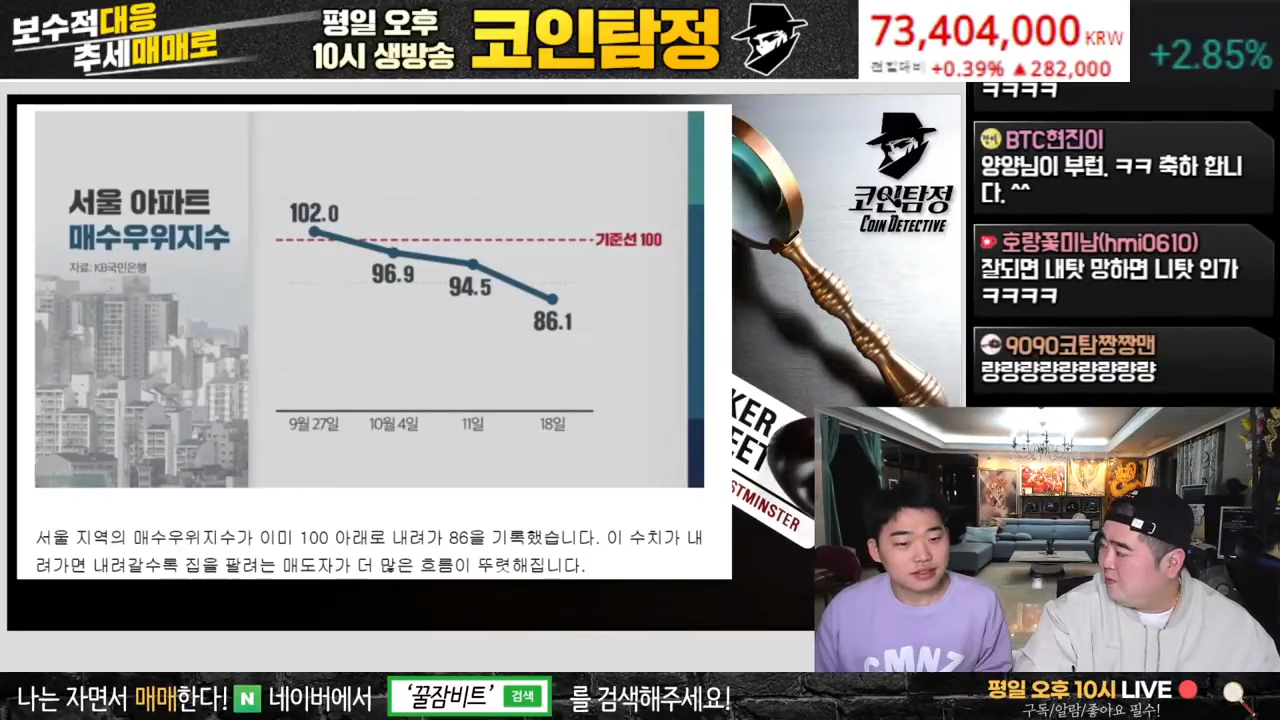 보수적대응
추세매매로
평일 오후
10시 생방송
코인탐정
73,404,000 KRW
전일대비 +0.39% ▲282,000
+2.85%
서울 아파트
매수우위지수
자료: KB국민은행
102.0
96.9
94.5
86.1
기준선 100
9월 27일
10월 4일
11일
18일
서울 지역의 매수우위지수가 이미 100 아래로 내려가 86을 기록했습니다. 이 수치가 내
려가면 내려갈수록 집을 팔려는 매도자가 더 많은 흐름이 뚜렷해집니다.
코인탐정
COIN DETECTIVE
KER
EET
STMINSTER
ㅋㅋㅋㅋ
BTC현진이
양양님이 부럽. ㅋㅋ 축하 합니
다. ^^
호랑꽃미남(hmi0610)
잘되면 내탓 망하면 니탓 인가
ㅋㅋㅋㅋ
9090코탐짱짱맨
량량량량량량량량량
CMNZ
나는 자면서 매매한다! N 네이버에서 '꿀잠비트' 검색 를 검색해주세요!
평일 오후 10시 LIVE
구독/알람/좋아요 필수!